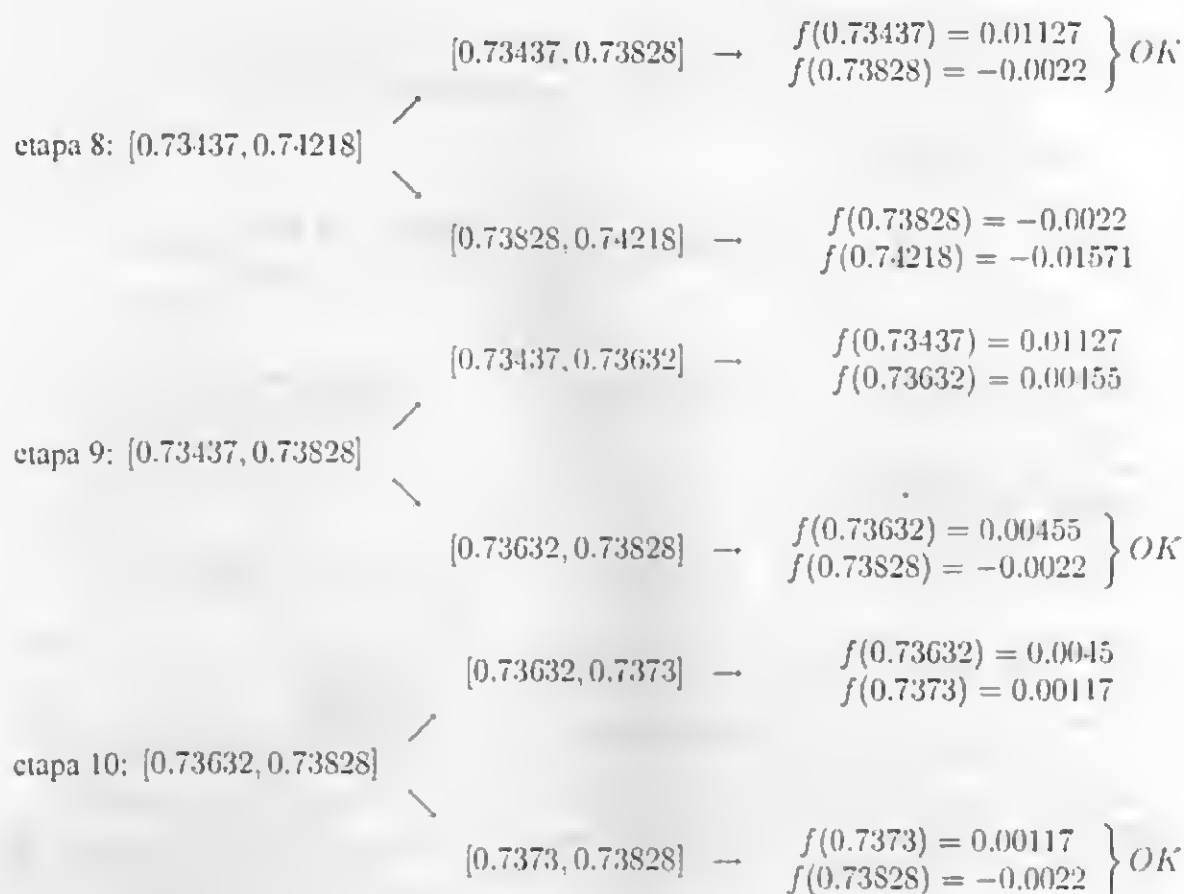 [0.73437, 0.73828] → f(0.73437) = 0.01127
f(0.73828) = −0.0022 } OK
etapa 8: [0.73437, 0.74218]
[0.73828, 0.74218] → f(0.73828) = −0.0022
f(0.74218) = −0.01571
[0.73437, 0.73632] → f(0.73437) = 0.01127
f(0.73632) = 0.00455
etapa 9: [0.73437, 0.73828]
[0.73632, 0.73828] → f(0.73632) = 0.00455
f(0.73828) = −0.0022 } OK
[0.73632, 0.7373] → f(0.73632) = 0.0045
f(0.7373) = 0.00117
etapa 10: [0.73632, 0.73828]
[0.7373, 0.73828] → f(0.7373) = 0.00117
f(0.73828) = −0.0022 } OK